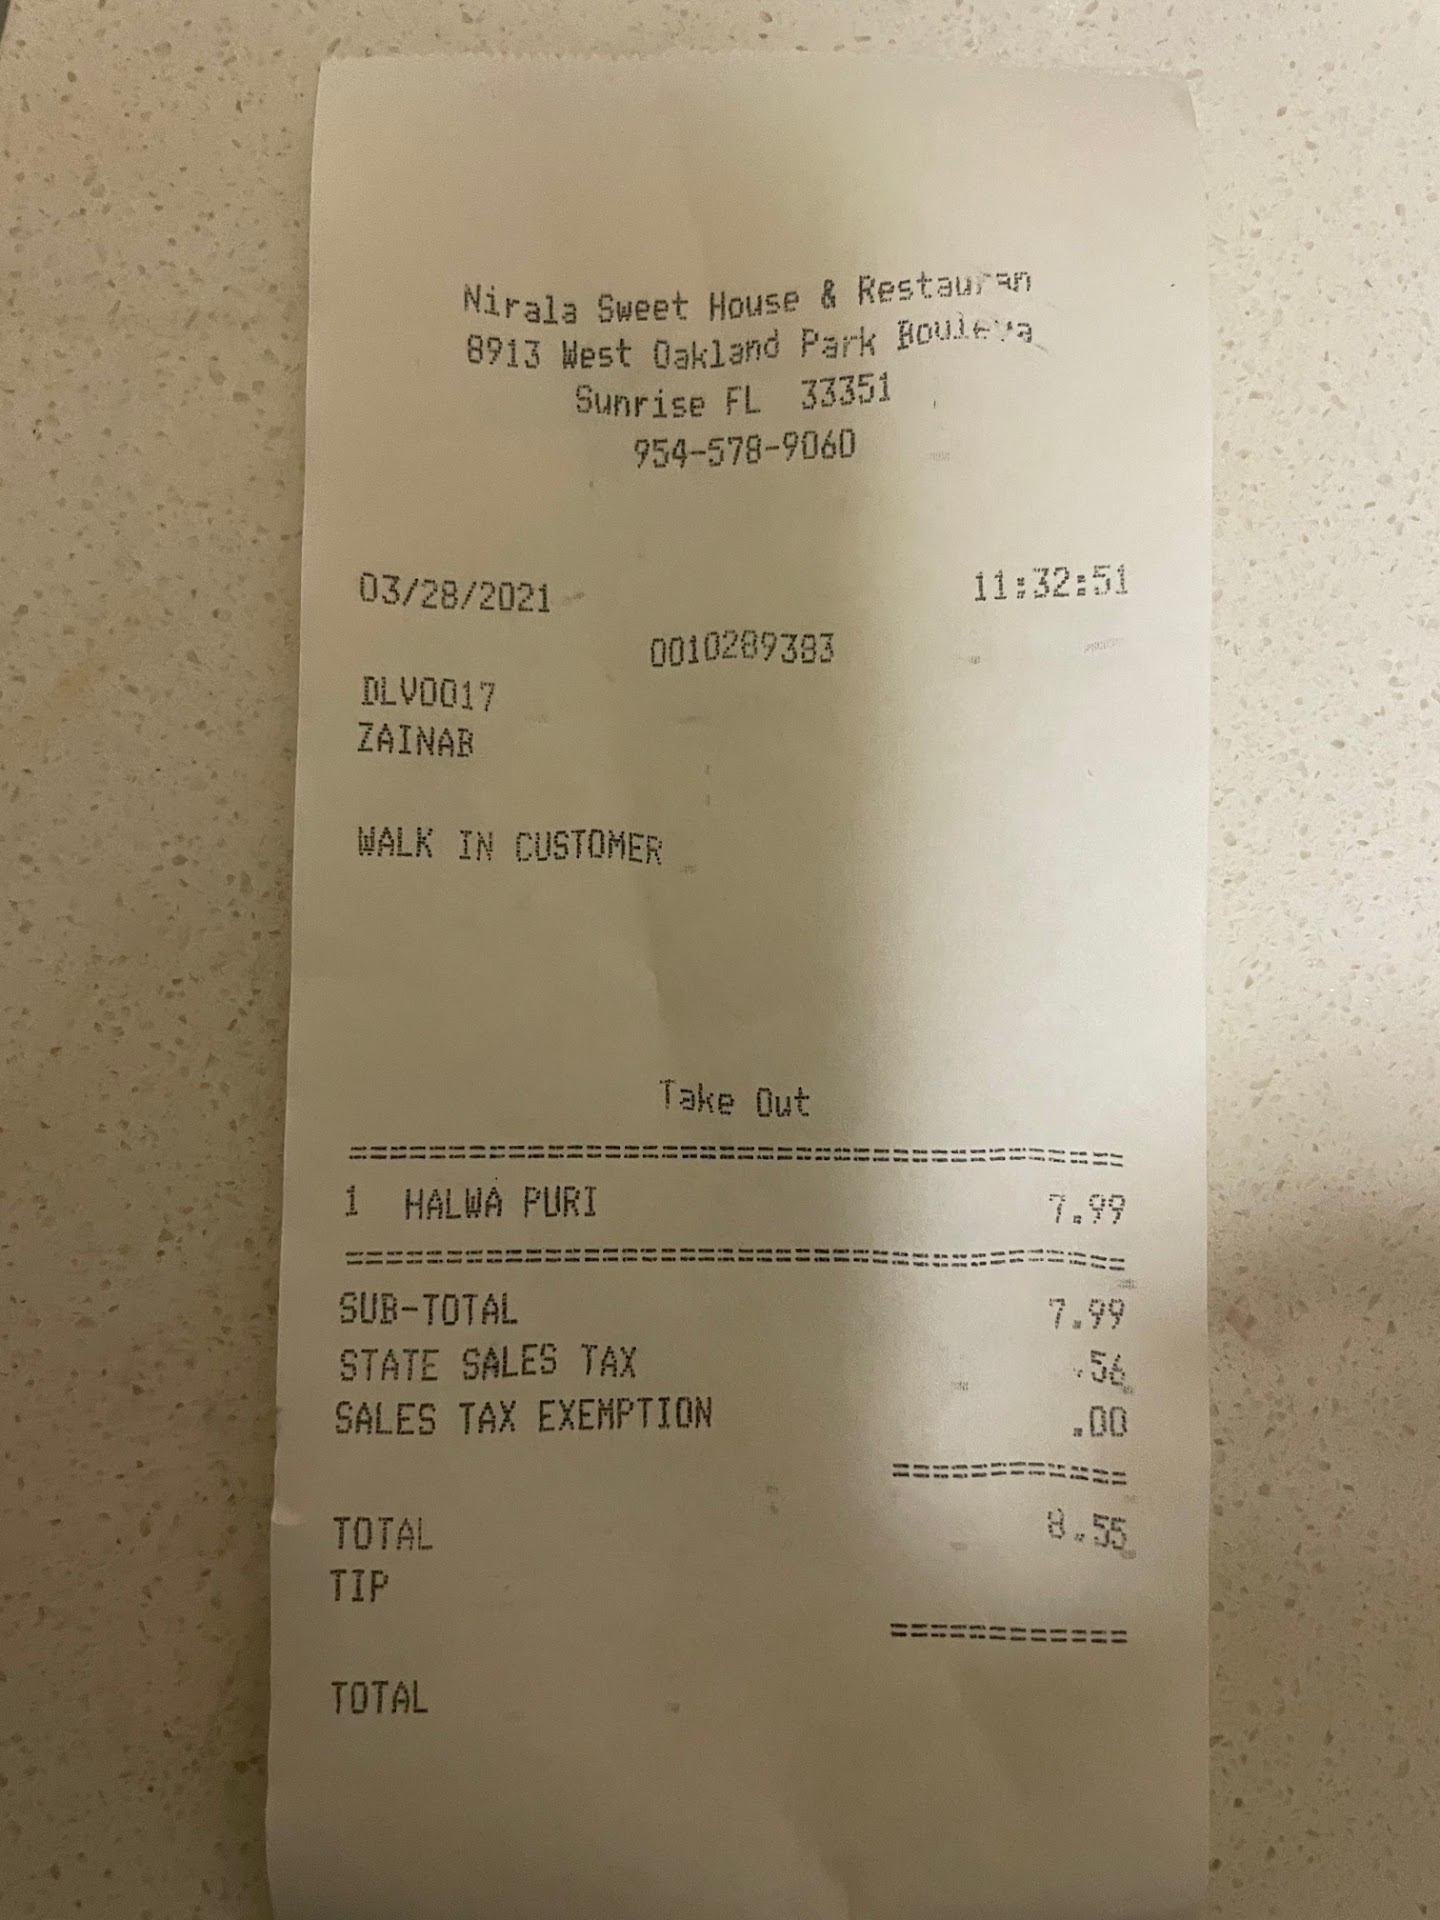 Nirala Sweet House & Restauran
8913 West Oakland Park Bouleva
Sunrise FL 33351
954-578-9060
03/28/2021 11:32:51
0010289383
DLV0017
ZAINAB
WALK IN CUSTOMER
Take Out
=======================================
1 HALWA PURI 7.99
=======================================
SUB-TOTAL 7.99
STATE SALES TAX .56
SALES TAX EXEMPTION .00
============
TOTAL 8.55
TIP
============
TOTAL